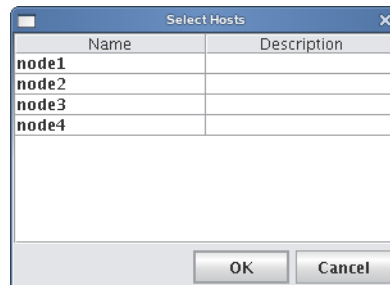 Select Hosts
Name Description
node1
node2
node3
node4
OK Cancel